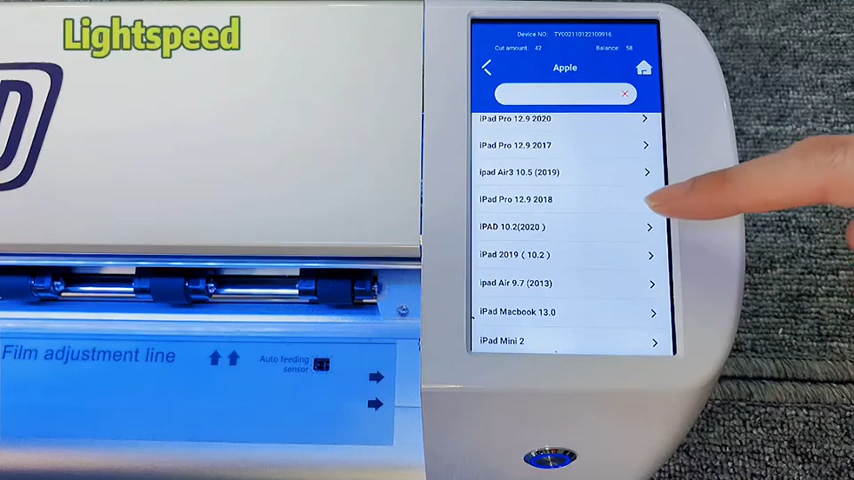 Lightspeed
D
Device NO: TY002110122100916
Cut amount: 42 Balance: 58
Apple
iPad Pro 12.9 2020
iPad Pro 12.9 2017
ipad Air3 10.5 (2019)
iPad Pro 12.9 2018
IPAD 10.2(2020 )
iPad 2019 ( 10.2 )
ipad Air 9.7 (2013)
iPad Macbook 13.0
iPad Mini 2
Film adjustment line
Auto feeding
sensor